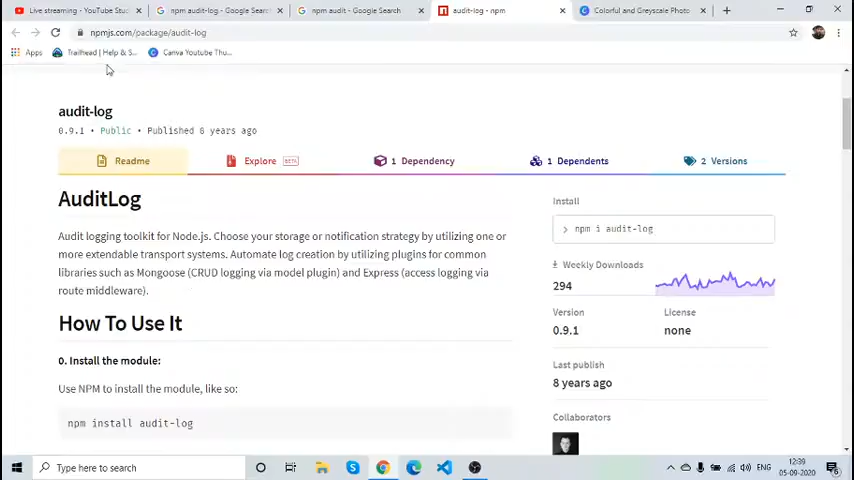 Live streaming - YouTube Stud
npm audit-log - Google Search
npm audit - Google Search
audit-log - npm
Colorful and Greyscale Photo
npmjs.com/package/audit-log
Apps
Trailhead | Help & S...
Canva Youtube Thu...
audit-log
0.9.1 • Public • Published 8 years ago
Readme
Explore BETA
1 Dependency
1 Dependents
2 Versions
AuditLog
Audit logging toolkit for Node.js. Choose your storage or notification strategy by utilizing one or
more extendable transport systems. Automate log creation by utilizing plugins for common
libraries such as Mongoose (CRUD logging via model plugin) and Express (access logging via
route middleware).
How To Use It
0. Install the module:
Use NPM to install the module, like so:
npm install audit-log
Install
> npm i audit-log
Weekly Downloads
294
Version
License
0.9.1
none
Last publish
8 years ago
Collaborators
Type here to search
ENG
12:39
05-09-2020
6